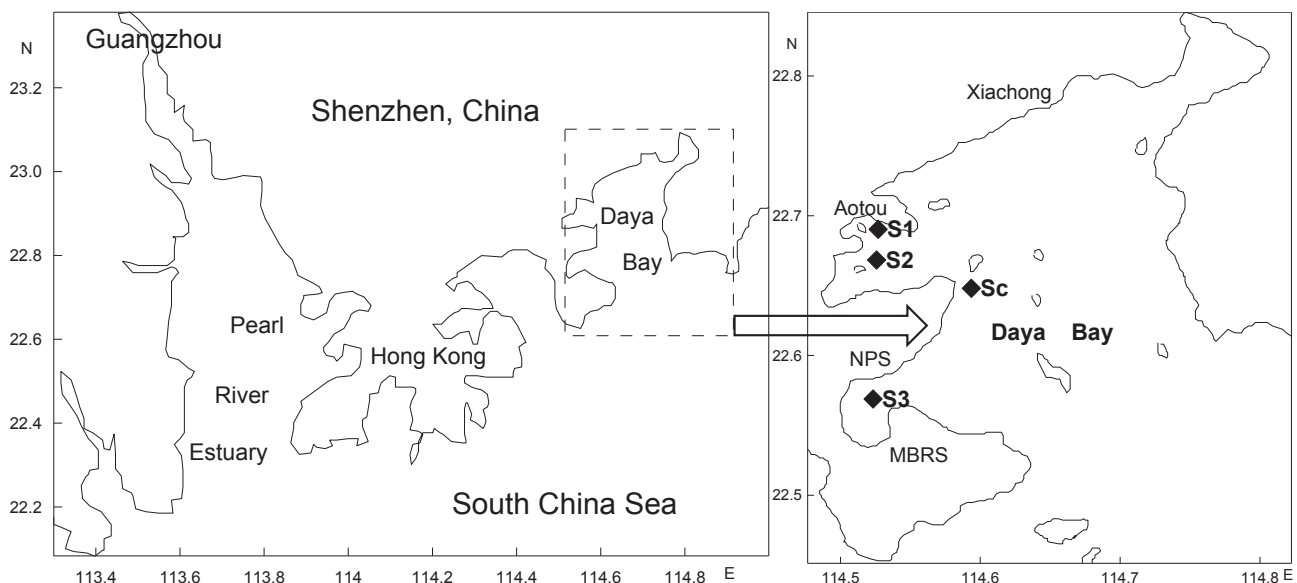 Guangzhou
N
23.2
Shenzhen, China
23.0
Daya
22.8
Bay
Pearl
22.6
Hong Kong
River
22.4
Estuary
22.2
South China Sea
113.4
113.6
113.8
114
114.2
114.4
114.6
114.8
E
N
22.8
Xiachong
22.7
Aotou
S1
S2
Sc
Daya Bay
22.6
NPS
S3
MBRS
22.5
114.5
114.6
114.7
114.8
E